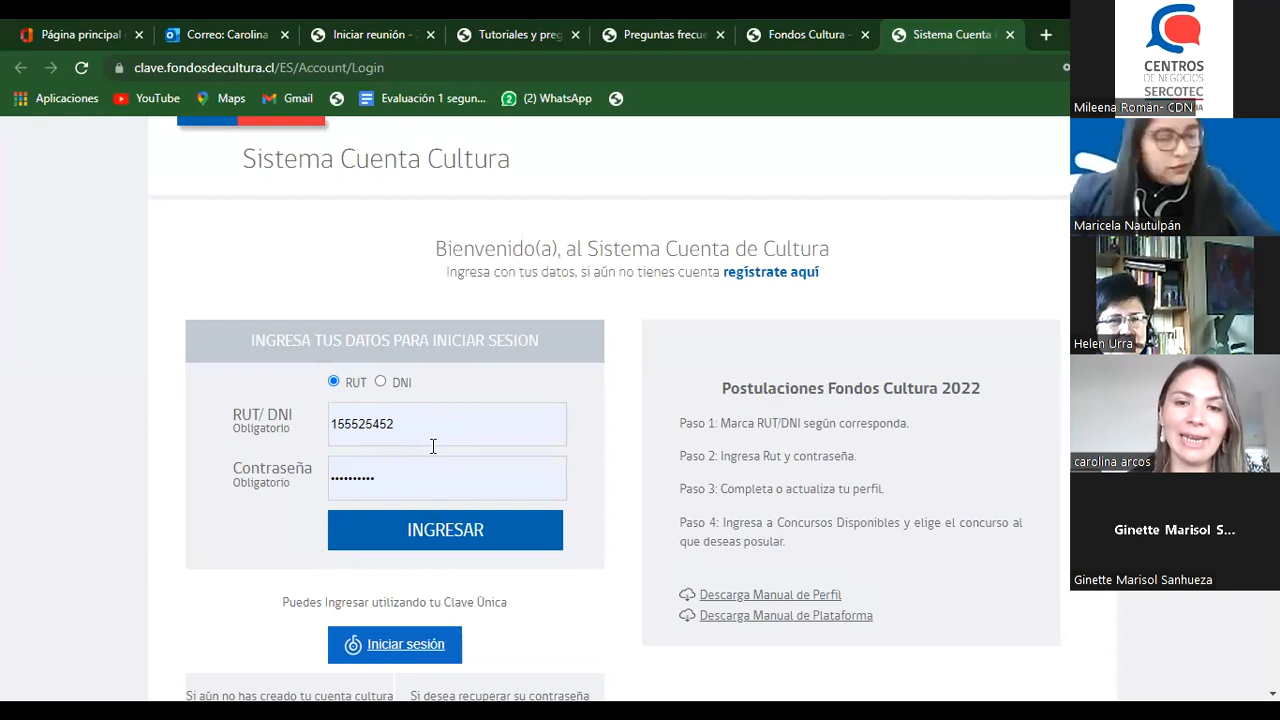 Página principal
Correo: Carolina
Iniciar reunión -
Tutoriales y preg
Preguntas frecue
Fondos Cultura –
Sistema Cuenta
clave.fondosdecultura.cl/ES/Account/Login
Aplicaciones
YouTube
Maps
Gmail
Evaluación 1 segun...
(2) WhatsApp
Sistema Cuenta Cultura
Bienvenido(a), al Sistema Cuenta de Cultura
Ingresa con tus datos, si aún no tienes cuenta regístrate aquí
INGRESA TUS DATOS PARA INICIAR SESION
RUT DNI
RUT/ DNI
Obligatorio
155525452
Contraseña
Obligatorio
••••••••••
INGRESAR
Puedes Ingresar utilizando tu Clave Única
Iniciar sesión
Si aún no has creado tu cuenta cultura
Si desea recuperar su contraseña
Postulaciones Fondos Cultura 2022
Paso 1: Marca RUT/DNI según corresponda.
Paso 2: Ingresa Rut y contraseña.
Paso 3: Completa o actualiza tu perfil.
Paso 4: Ingresa a Concursos Disponibles y elige el concurso al
que deseas posular.
Descarga Manual de Perfil
Descarga Manual de Plataforma
CENTROS
DE NEGOCIOS
SERCOTEC
Mileena Román- CDN
Maricela Nautulpán
Helen Urra
carolina arcos
Ginette Marisol S...
Ginette Marisol Sanhueza